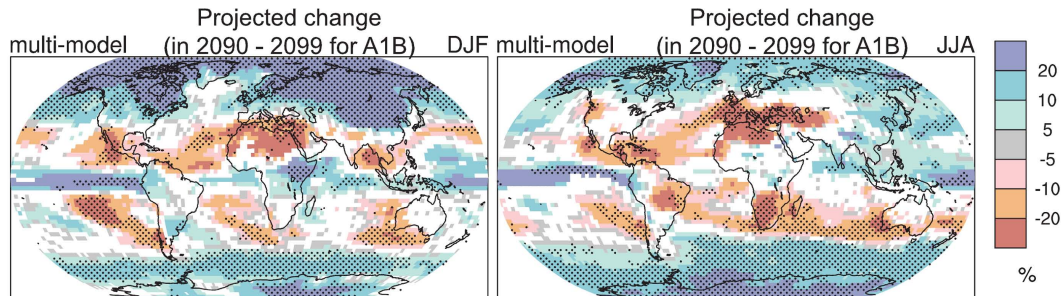 Projected change
multi-model (in 2090 - 2099 for A1B) DJF
Projected change
multi-model (in 2090 - 2099 for A1B) JJA
20
10
5
-5
-10
-20
%